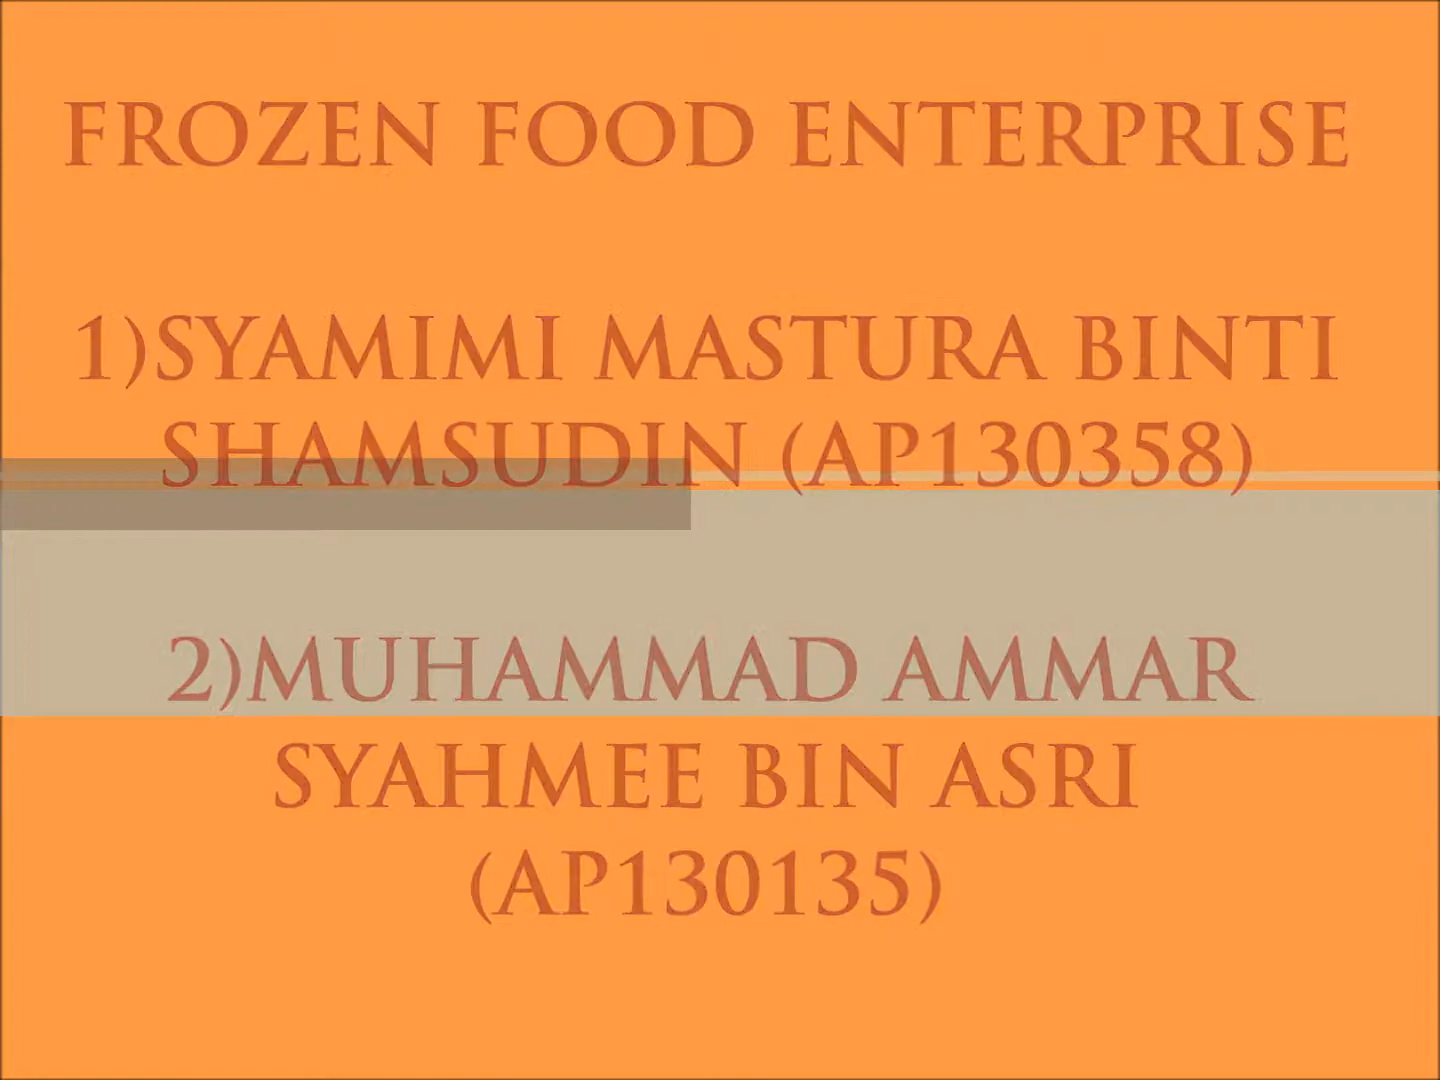 FROZEN FOOD ENTERPRISE
1)SYAMIMI MASTURA BINTI
SHAMSUDIN (AP130358)
2)MUHAMMAD AMMAR
SYAHMEE BIN ASRI
(AP130135)